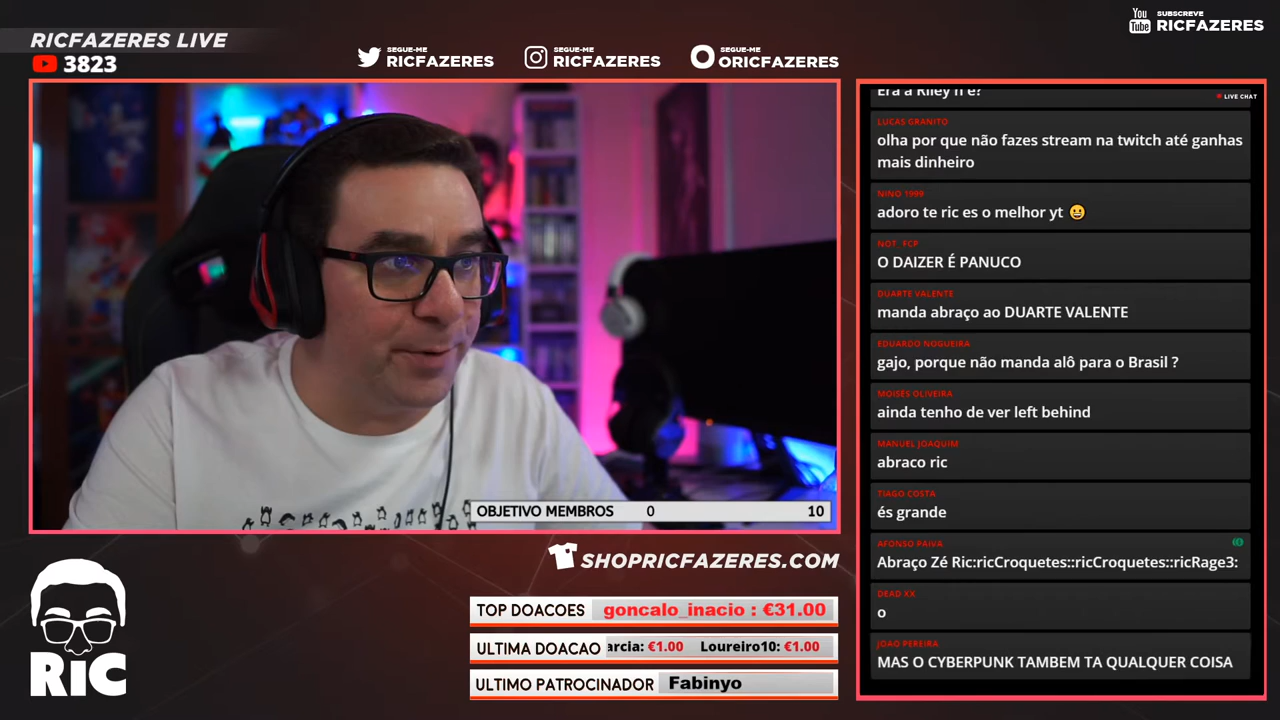 RICFAZERES LIVE
3823
SEGUE-ME
RICFAZERES
SEGUE-ME
RICFAZERES
SEGUE-ME
ORICFAZERES
You
Tube
SUBSCREVE
RICFAZERES
Era a Riley n é?
LIVE CHAT
LUCAS GRANITO
olha por que não fazes stream na twitch até ganhas
mais dinheiro
NINO 1999
adoro te ric es o melhor yt 😀
NOT_FCP
O DAIZER É PANUCO
DUARTE VALENTE
manda abraço ao DUARTE VALENTE
EDUARDO NOGUEIRA
gajo, porque não manda alô para o Brasil ?
MOISÉS OLIVEIRA
ainda tenho de ver left behind
MANUEL JOAQUIM
abraco ric
TIAGO COSTA
és grande
AFONSO PAIVA
Abraço Zé Ric:ricCroquetes::ricCroquetes::ricRage3:
DEAD XX
o
JOAO PEREIRA
MAS O CYBERPUNK TAMBEM TA QUALQUER COISA
OBJETIVO MEMBROS 0 10
SHOPRICFAZERES.COM
RIC
TOP DOACOES goncalo_inacio : €31.00
ULTIMA DOACAO arcia: €1.00 Loureiro10: €1.00
ULTIMO PATROCINADOR Fabinyo